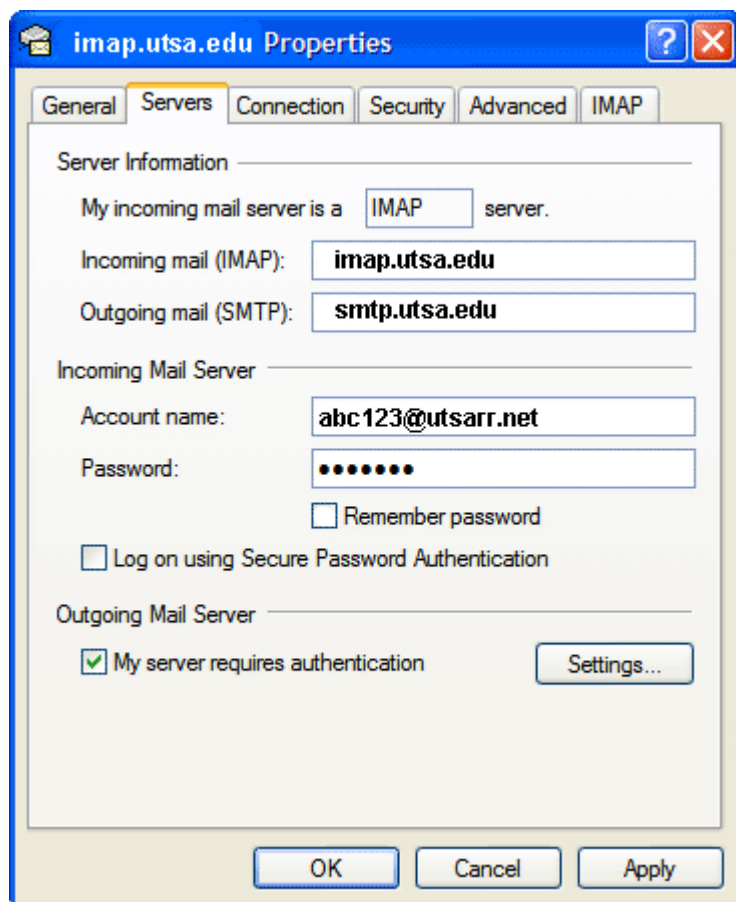 imap.utsa.edu Properties
General Servers Connection Security Advanced IMAP
Server Information
My incoming mail server is a IMAP server.
Incoming mail (IMAP): imap.utsa.edu
Outgoing mail (SMTP): smtp.utsa.edu
Incoming Mail Server
Account name: abc123@utsarr.net
Password: •••••••
Remember password
Log on using Secure Password Authentication
Outgoing Mail Server
My server requires authentication Settings...
OK Cancel Apply